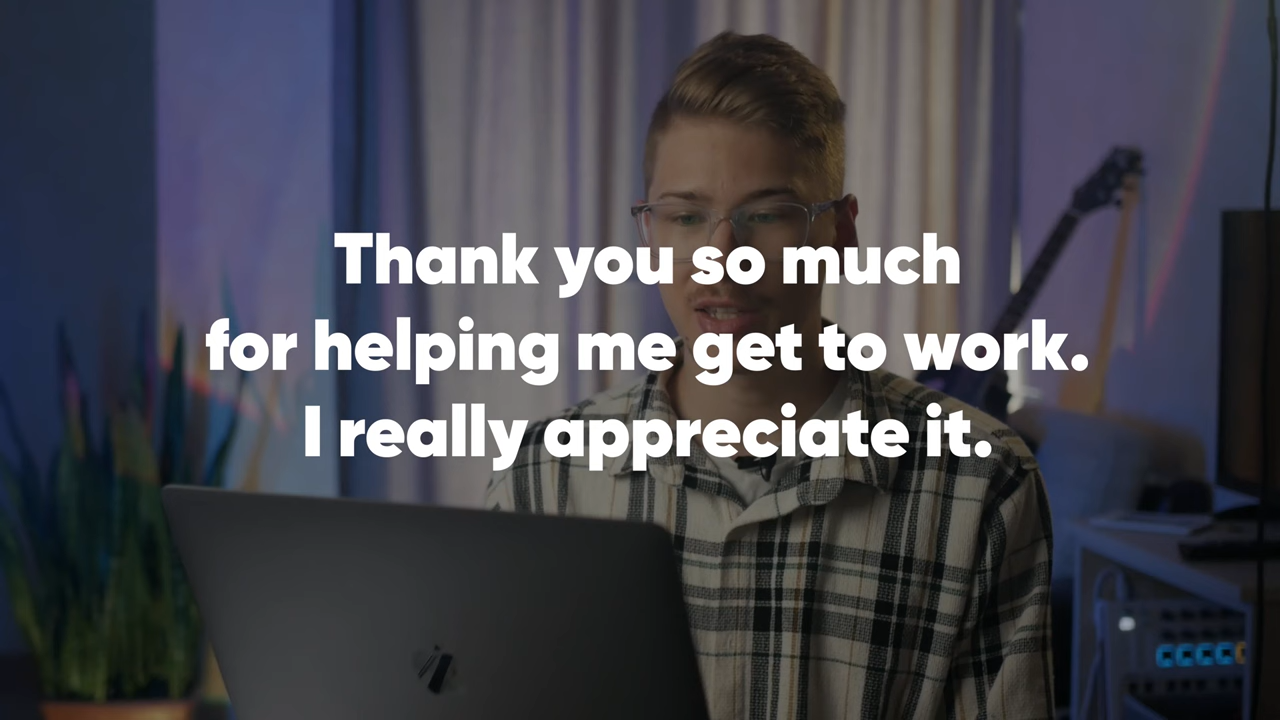 Thank you so much
for helping me get to work.
I really appreciate it.